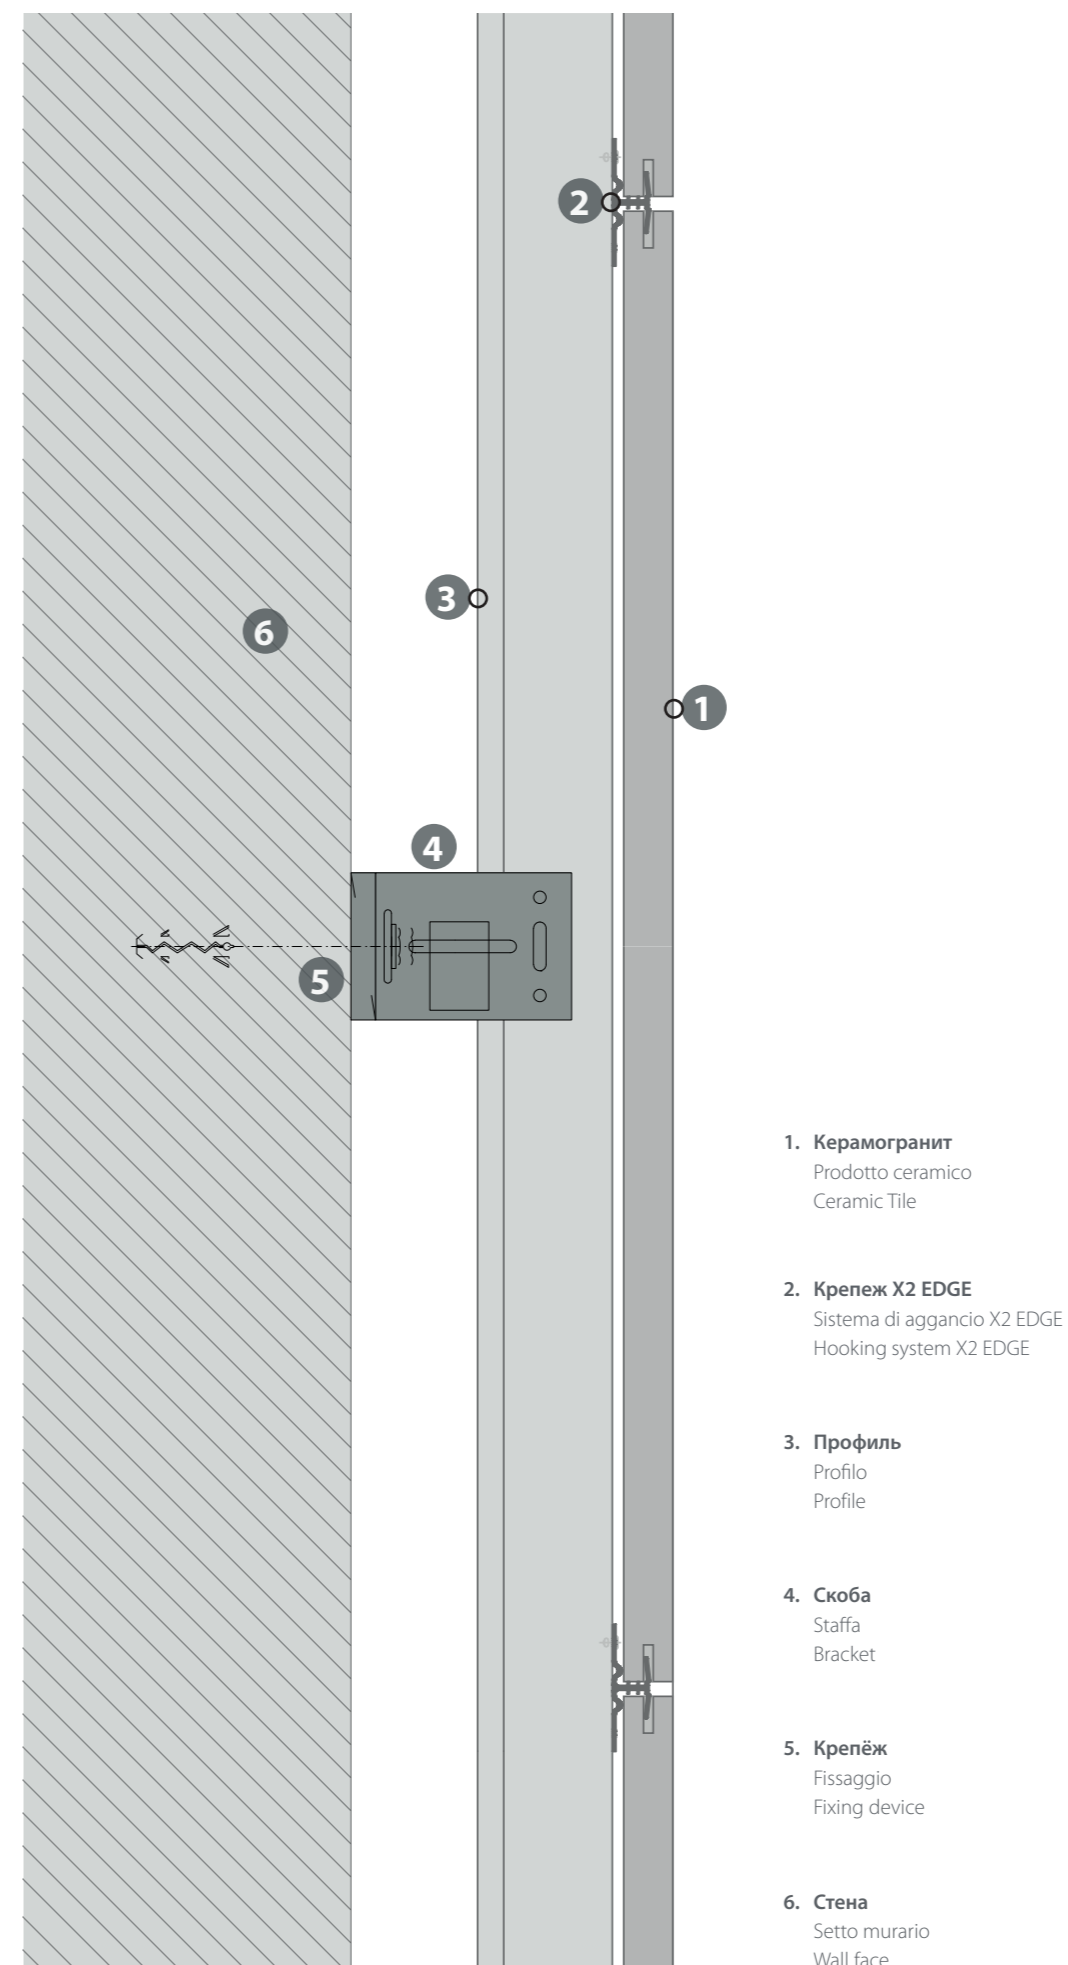 2
3
6
1
4
5
1. Керамогранит
Prodotto ceramico
Ceramic Tile
2. Крепеж X2 EDGE
Sistema di aggancio X2 EDGE
Hooking system X2 EDGE
3. Профиль
Profilo
Profile
4. Скоба
Staffa
Bracket
5. Крепёж
Fissaggio
Fixing device
6. Стена
Setto murario
Wall face